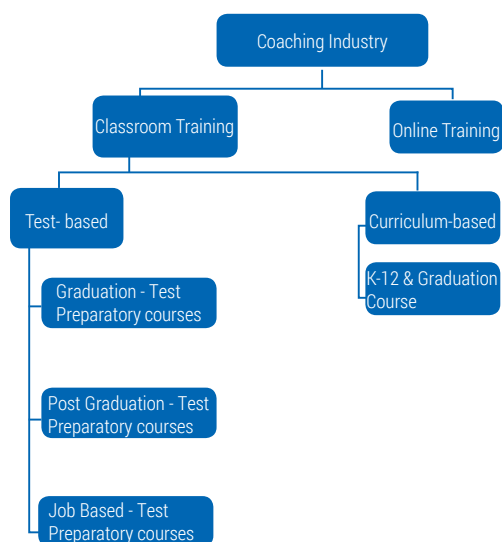 Coaching Industry
Classroom Training
Online Training
Test- based
Curriculum-based
Graduation - Test
Preparatory courses
K-12 & Graduation
Course
Post Graduation - Test
Preparatory courses
Job Based - Test
Preparatory courses